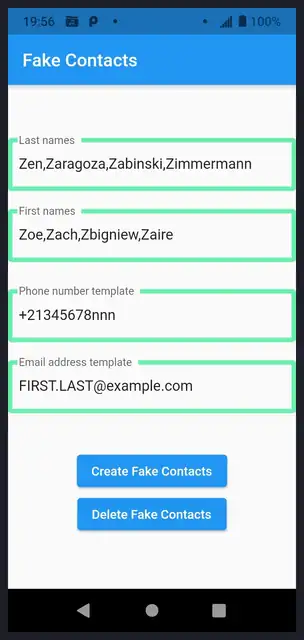 19:56 100%
Fake Contacts
Last names
Zen,Zaragoza,Zabinski,Zimmermann
First names
Zoe,Zach,Zbigniew,Zaire
Phone number template
+21345678nnn
Email address template
FIRST.LAST@example.com
Create Fake Contacts
Delete Fake Contacts